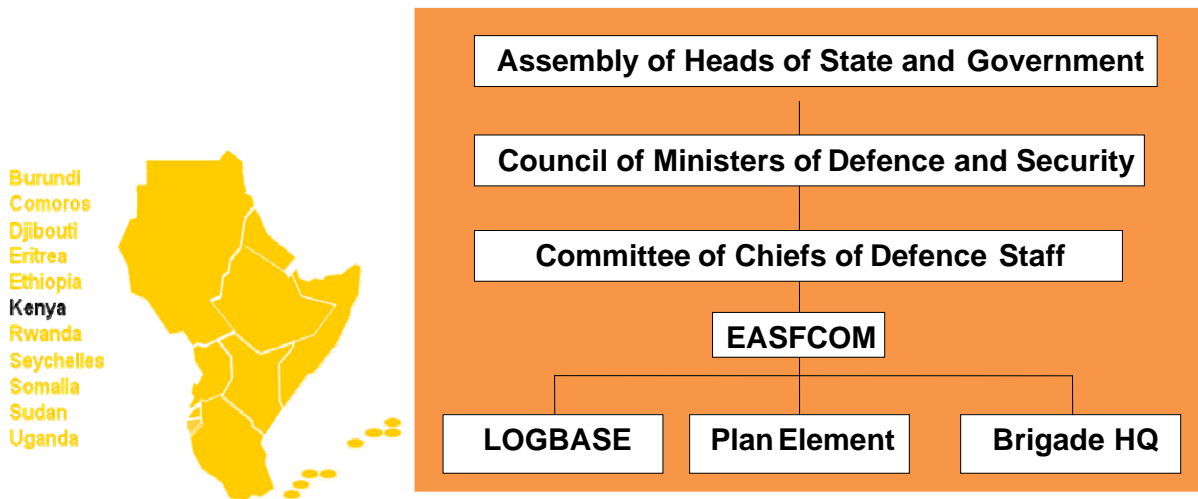 Burundi
Comoros
Djibouti
Eritrea
Ethiopia
Kenya
Rwanda
Seychelles
Somalia
Sudan
Uganda
Assembly of Heads of State and Government
Council of Ministers of Defence and Security
Committee of Chiefs of Defence Staff
EASFCOM
LOGBASE
Plan Element
Brigade HQ